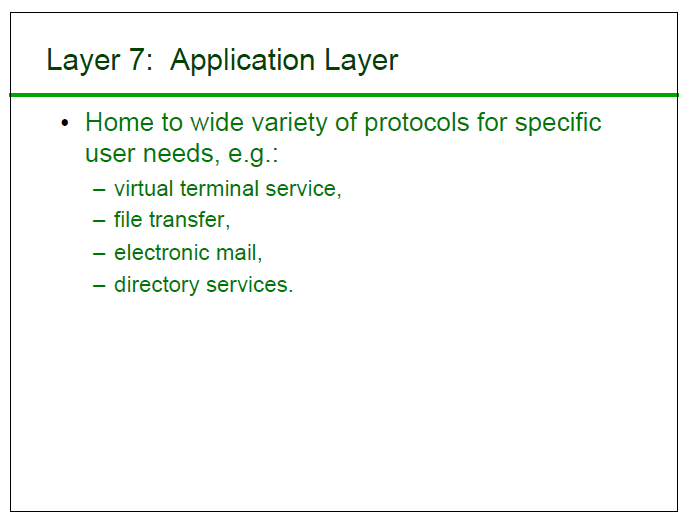 Layer 7:  Application Layer
• Home to wide variety of protocols for specific
user needs, e.g.:
– virtual terminal service,
– file transfer,
– electronic mail,
– directory services.